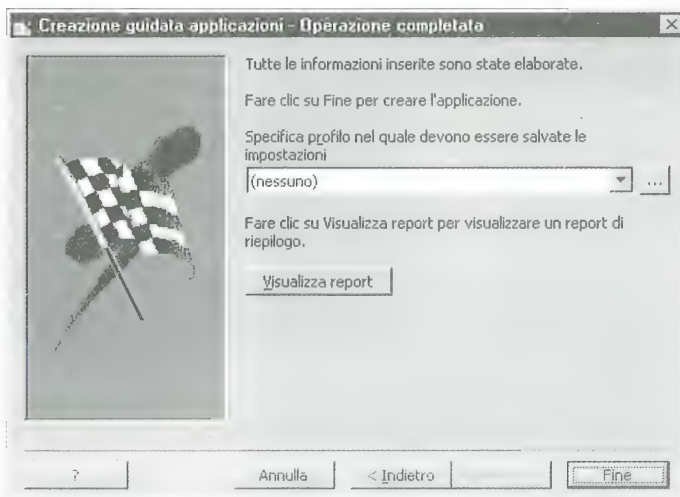 Creazione guidata applicazioni - Operazione completata
Tutte le informazioni inserite sono state elaborate.
Fare clic su Fine per creare l'applicazione.
Specifica profilo nel quale devono essere salvate le
impostazioni
(nessuno)
...
Fare clic su Visualizza report per visualizzare un report di
riepilogo.
Visualizza report
?
Annulla
< Indietro
Fine